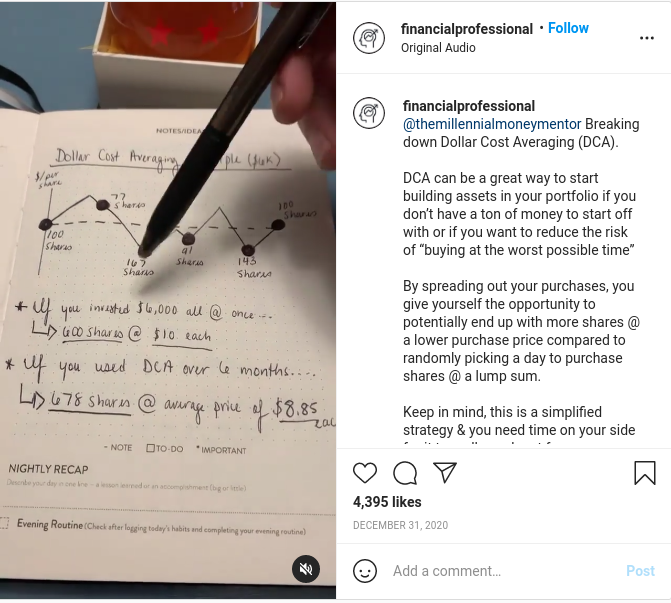 NOTES/IDEA
Dollar Cost Averaging ple ($6K)
$/per
share
77
Shares
100
Shares
100
Shares
167
Shares
91
Shares
143
Shares
* If you invested $6,000 all @ once...
600 shares @ $10 each
* If you used DCA over 6 months....
678 shares @ average price of $8.85
eac
- NOTE TO-DO * IMPORTANT
NIGHTLY RECAP
Describe your day in one line — a lesson learned or an accomplishment (big or little)
Evening Routine (Check after logging today's habits and completing your evening routine)
financialprofessional • Follow
Original Audio
financialprofessional
@themillennialmoneymentor Breaking
down Dollar Cost Averaging (DCA).
DCA can be a great way to start
building assets in your portfolio if you
don't have a ton of money to start off
with or if you want to reduce the risk
of “buying at the worst possible time”
By spreading out your purchases, you
give yourself the opportunity to
potentially end up with more shares @
a lower purchase price compared to
randomly picking a day to purchase
shares @ a lump sum.
Keep in mind, this is a simplified
strategy & you need time on your side
4,395 likes
DECEMBER 31, 2020
Add a comment... Post